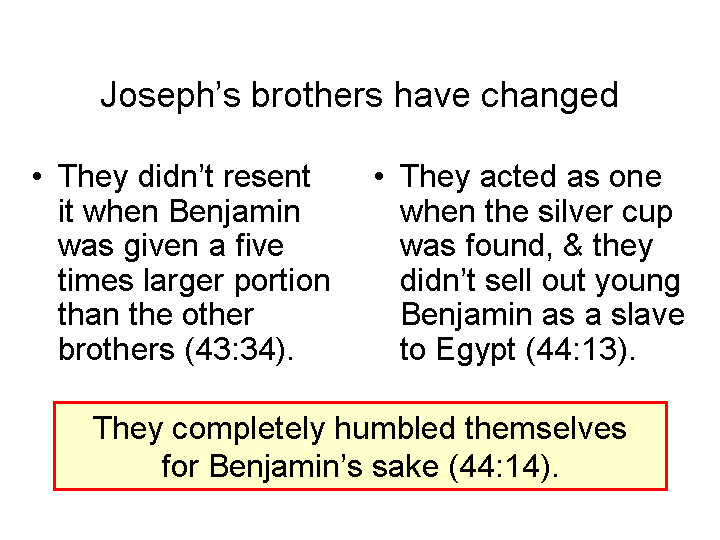 Joseph’s brothers have changed
• They didn’t resent
it when Benjamin
was given a five
times larger portion
than the other
brothers (43:34).
• They acted as one
when the silver cup
was found, & they
didn’t sell out young
Benjamin as a slave
to Egypt (44:13).
They completely humbled themselves
for Benjamin’s sake (44:14).